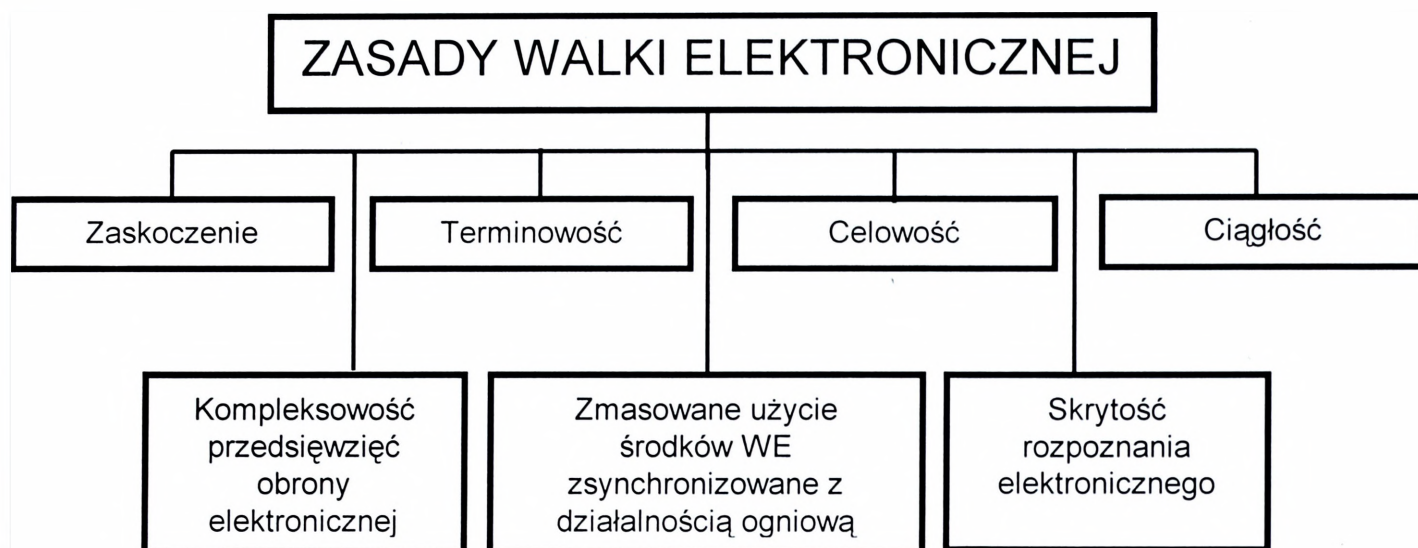 ZASADY WALKI ELEKTRONICZNEJ
Zaskoczenie
Terminowość
Celowość
Ciągłość
Kompleksowość
przedsięwzięć
obrony
elektronicznej
Zmasowane użycie
środków WE
zsynchronizowane z
działalnością ogniową
Skrytość
rozpoznania
elektronicznego